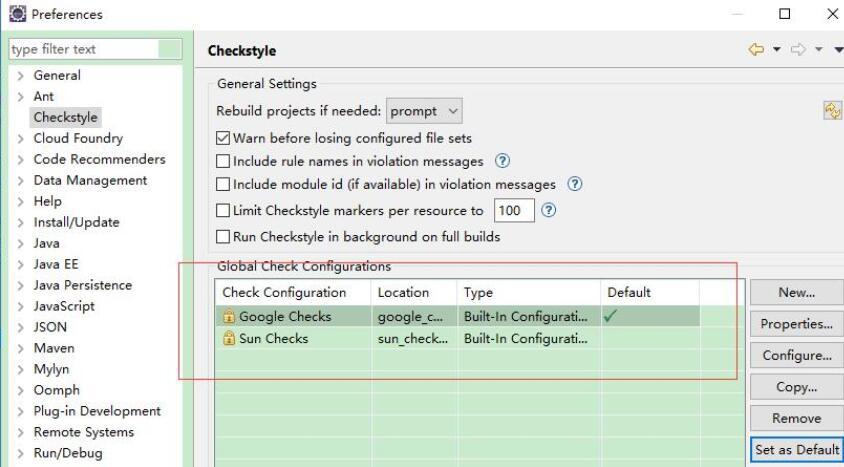 Preferences
type filter text
General
Ant
Checkstyle
Cloud Foundry
Code Recommenders
Data Management
Help
Install/Update
Java
Java EE
Java Persistence
JavaScript
JSON
Maven
Mylyn
Oomph
Plug-in Development
Remote Systems
Run/Debug
Checkstyle
General Settings
Rebuild projects if needed: prompt
Warn before losing configured file sets
Include rule names in violation messages
Include module id (if available) in violation messages
Limit Checkstyle markers per resource to 100
Run Checkstyle in background on full builds
Global Check Configurations
Check Configuration Location Type Default
Google Checks google_c... Built-In Configurati...
Sun Checks sun_check... Built-In Configurati...
New...
Properties...
Configure...
Copy...
Remove
Set as Default